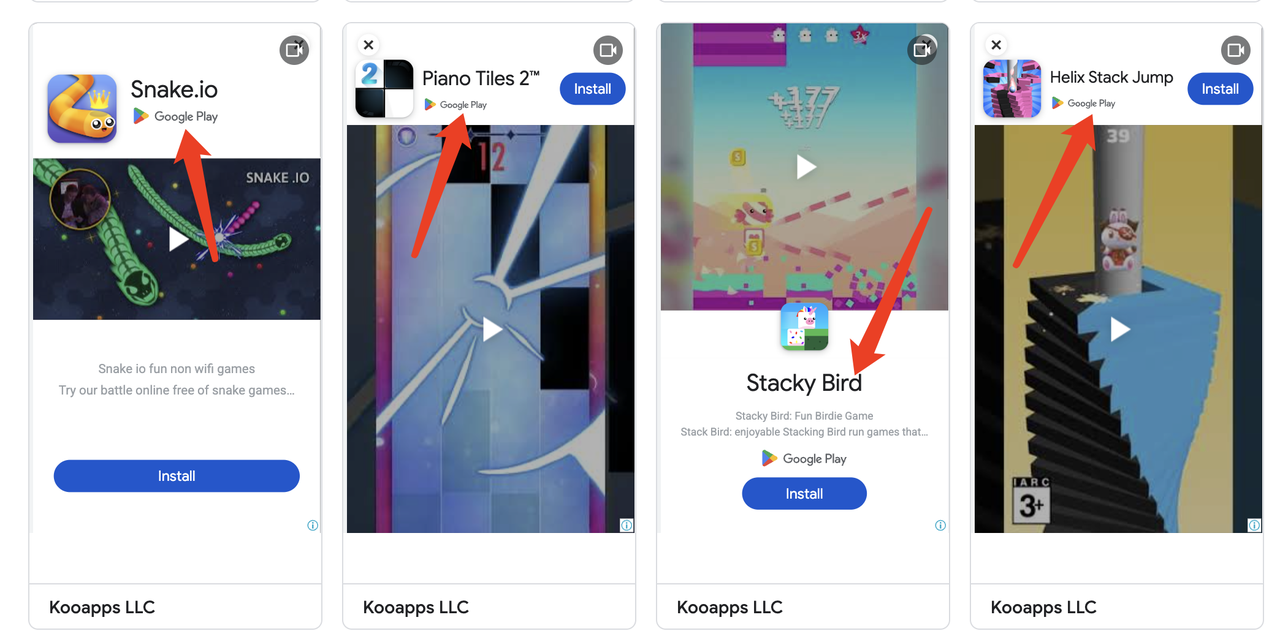 Snake.io
Google Play
SNAKE .IO
Snake io fun non wifi games
Try our battle online free of snake games...
Install
Kooapps LLC
2
Piano Tiles 2™
Google Play
Install
12
Kooapps LLC
+177
+177
Stacky Bird
Stacky Bird: Fun Birdie Game
Stack Bird: enjoyable Stacking Bird run games that...
Google Play
Install
Kooapps LLC
Helix Stack Jump
Google Play
Install
39
IARC
3+
Kooapps LLC